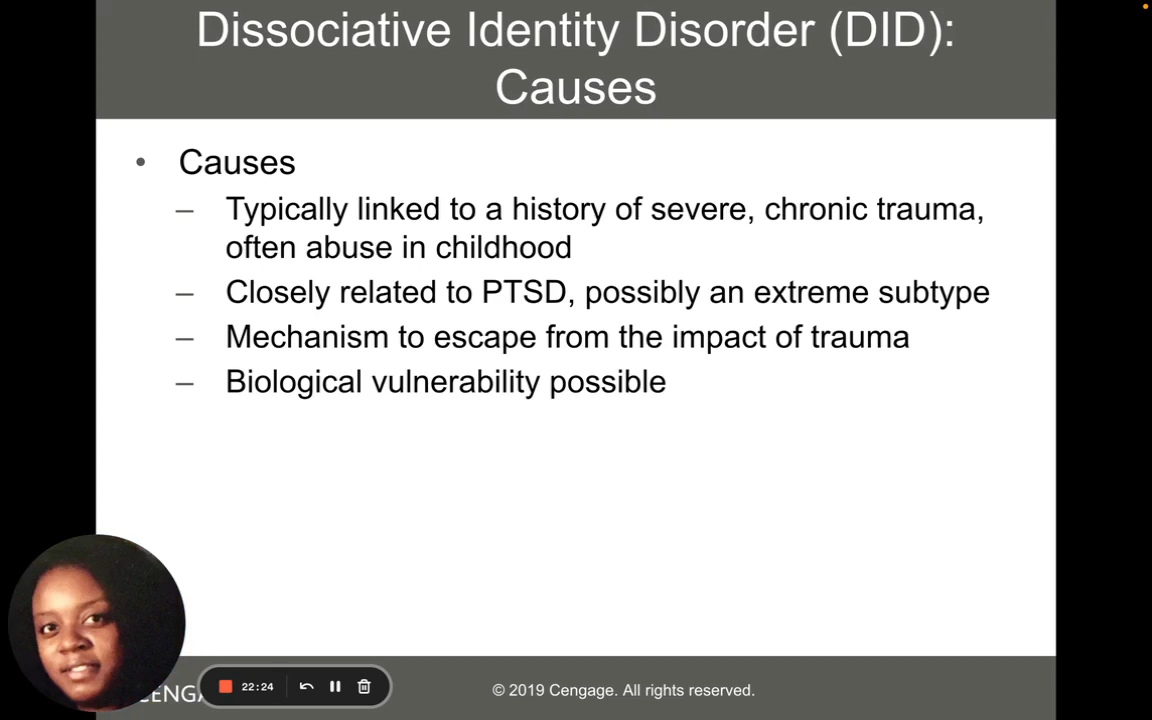 Dissociative Identity Disorder (DID):
Causes
• Causes
– Typically linked to a history of severe, chronic trauma,
often abuse in childhood
– Closely related to PTSD, possibly an extreme subtype
– Mechanism to escape from the impact of trauma
– Biological vulnerability possible
22:24
© 2019 Cengage. All rights reserved.